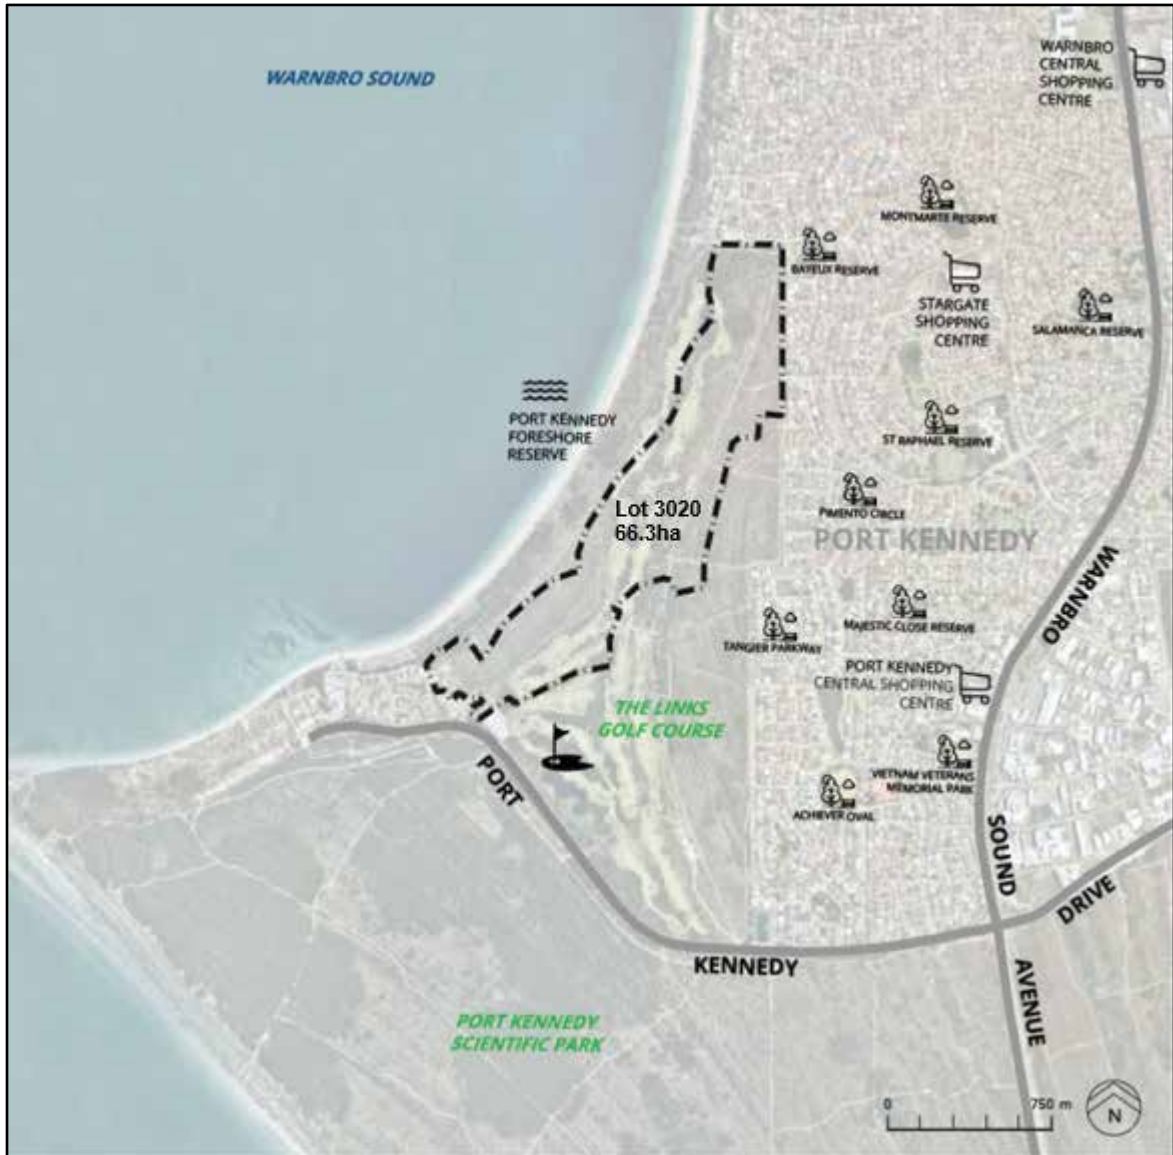 WARNBRO SOUND
WARNBRO
CENTRAL
SHOPPING
CENTRE
MONTMARTE RESERVE
BAYEUX RESERVE
STARGATE
SHOPPING
CENTRE
SALAMANCA RESERVE
PORT KENNEDY
FORESHORE
RESERVE
ST RAPHAEL RESERVE
Lot 3020
66.3ha
PIMENTO CIRCLE
PORT KENNEDY
WARNBRO
MAJESTIC CLOSE RESERVE
TANGIER PARKWAY
PORT KENNEDY
CENTRAL SHOPPING
CENTRE
THE LINKS
GOLF COURSE
VIETNAM VETERANS
MEMORIAL PARK
PORT
ACHIEVER OVAL
SOUND
DRIVE
KENNEDY
AVENUE
PORT KENNEDY
SCIENTIFIC PARK
0 750 m
N